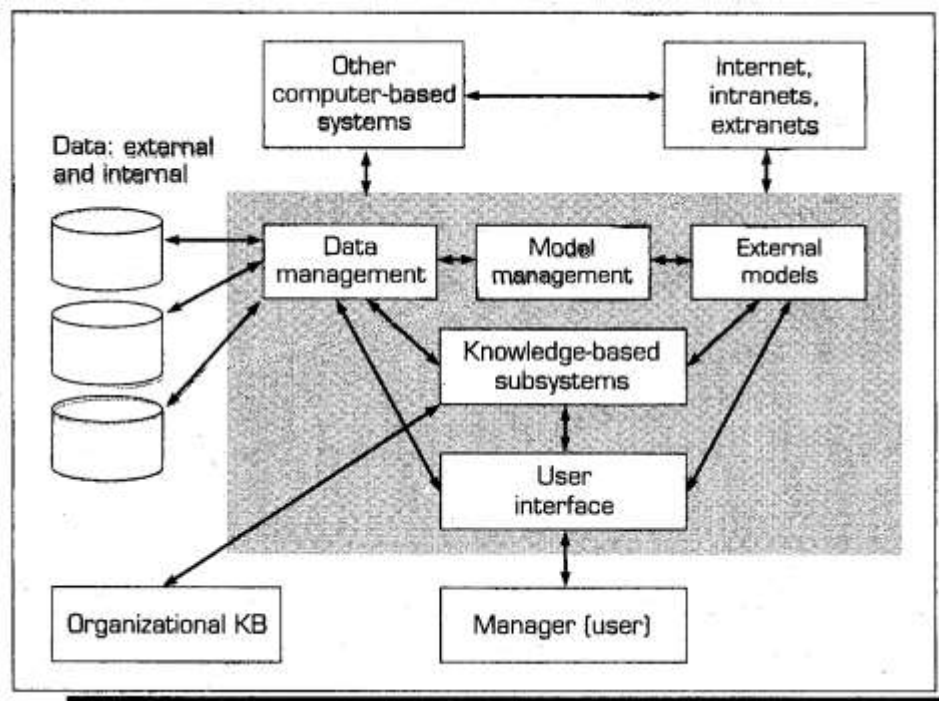 Other
computer-based
systems
Internet,
intranets,
extranets
Data: external
and internal
Data
management
Model
management
External
models
Knowledge-based
subsystems
User
interface
Organizational KB
Manager (user)